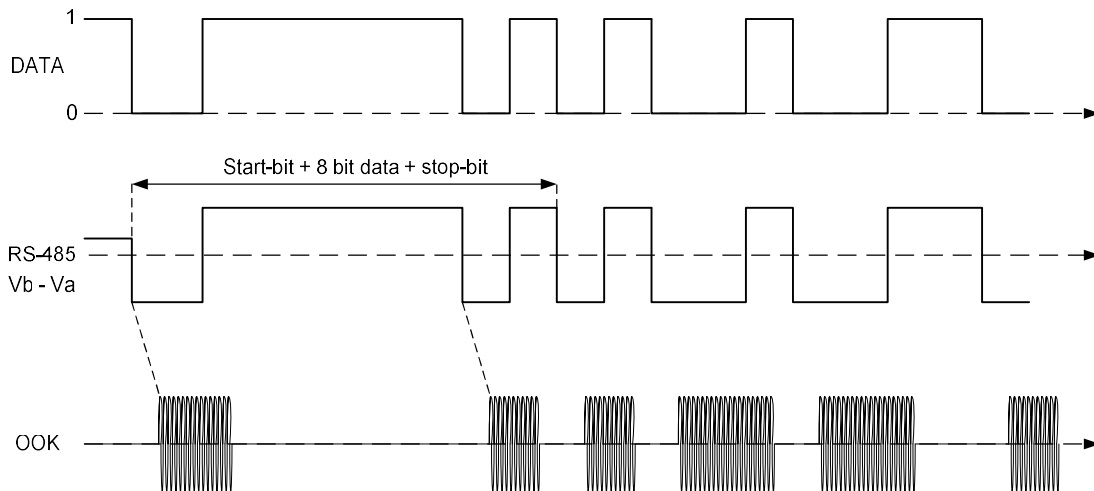 1
DATA
0
Start-bit + 8 bit data + stop-bit
RS-485
Vb - Va
OOK